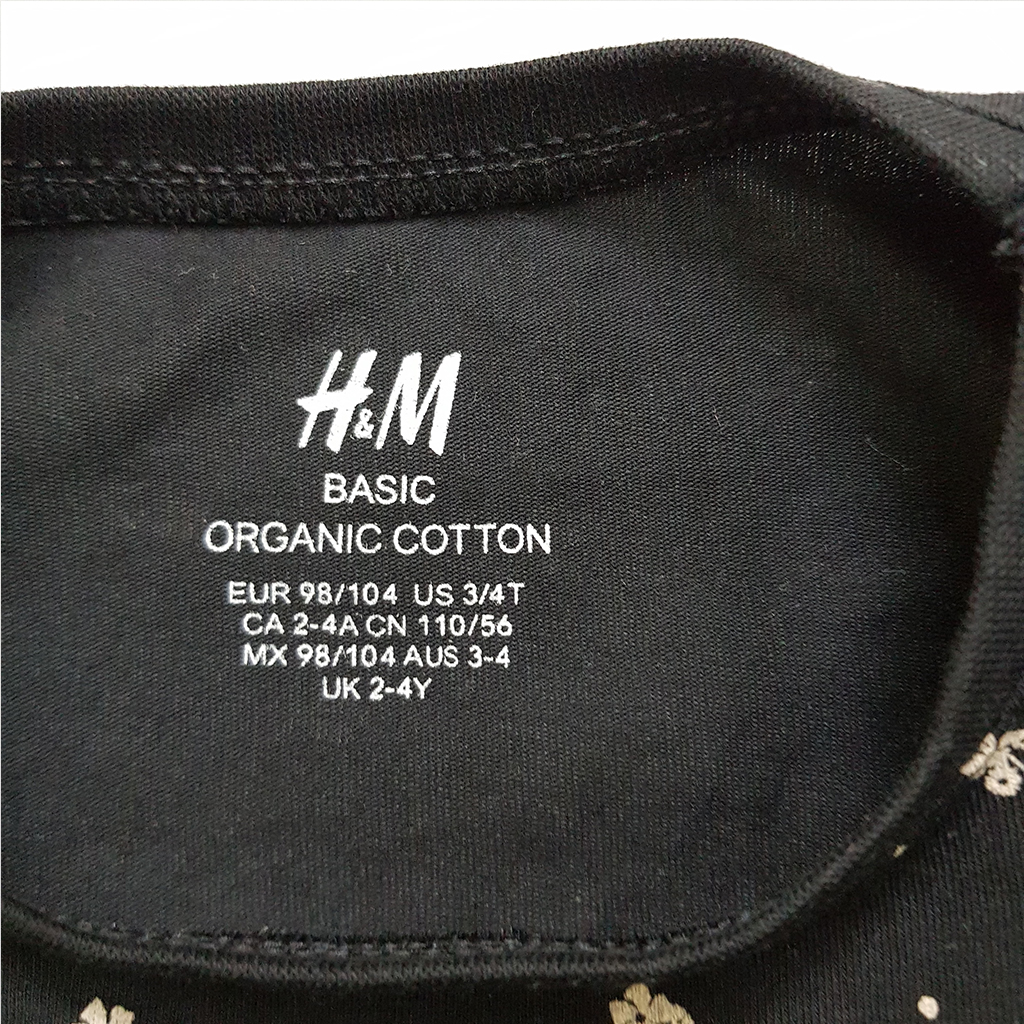 H&M
BASIC
ORGANIC COTTON
EUR 98/104 US 3/4T
CA 2-4A CN 110/56
MX 98/104 AUS 3-4
UK 2-4Y